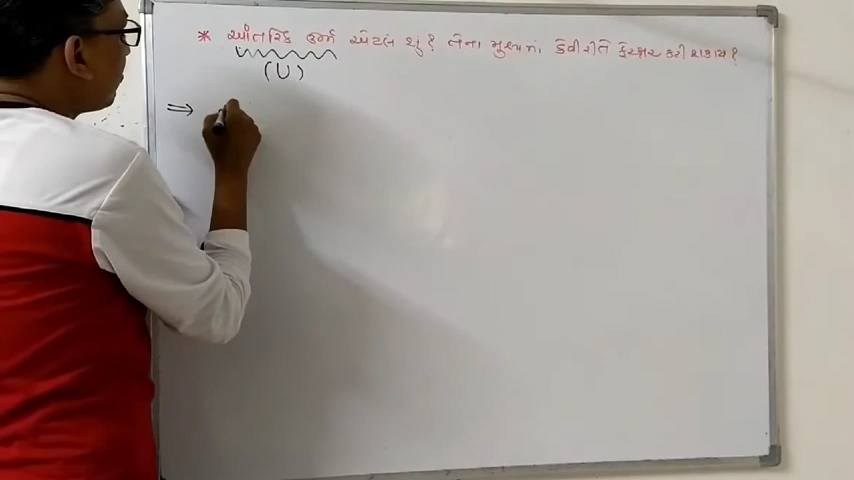 * આંતરિક ઉર્જા એટલે શું? તેના મુલ્યમાં કેવી રીતે ફેરફાર કરી શકાય?
(U)
⇒